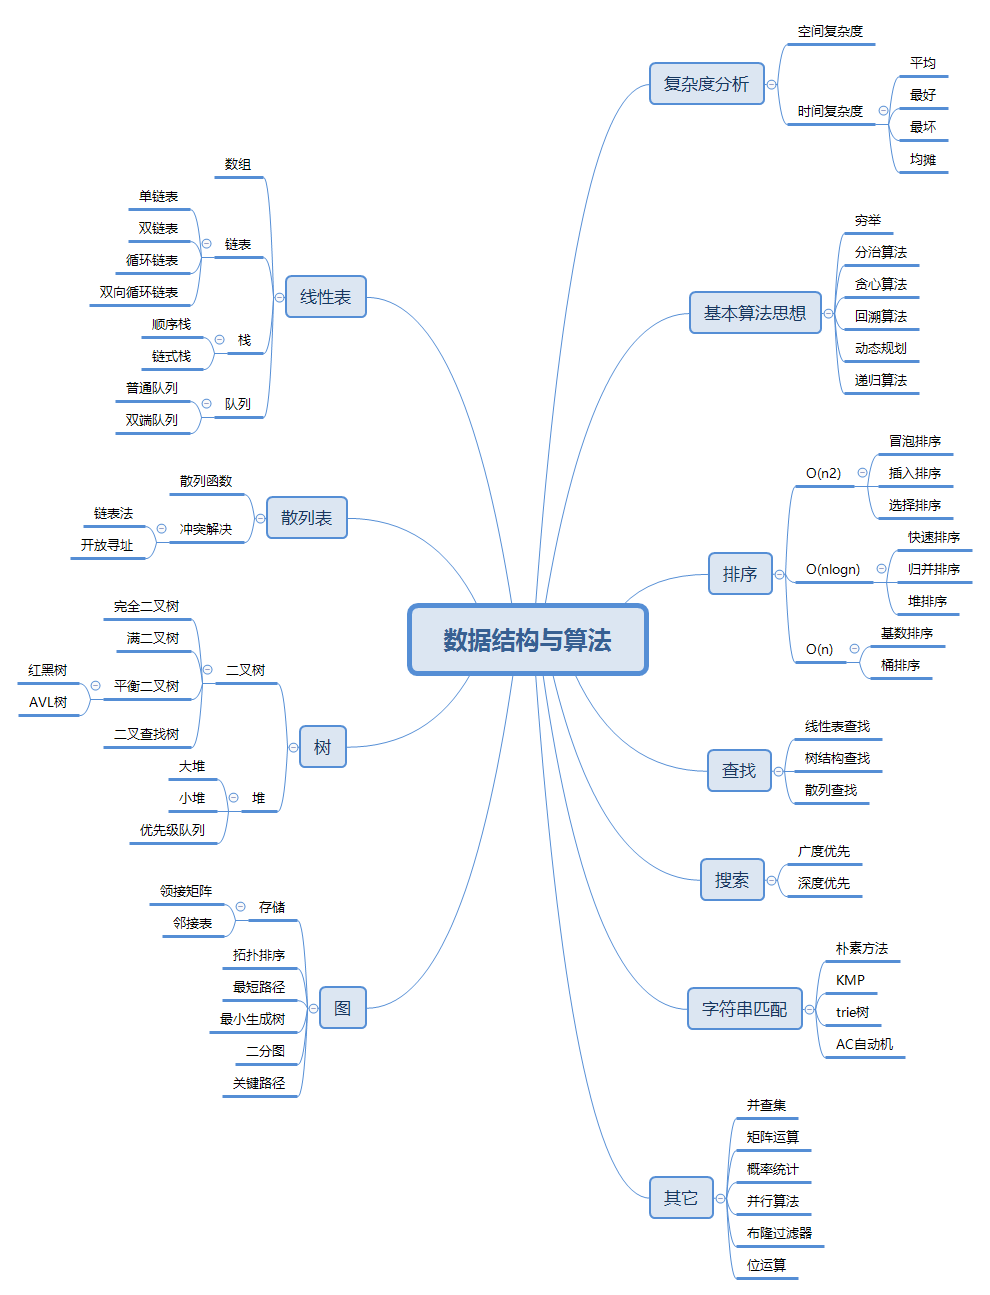 数据结构与算法
复杂度分析
空间复杂度
时间复杂度
平均
最好
最坏
均摊
基本算法思想
穷举
分治算法
贪心算法
回溯算法
动态规划
递归算法
排序
O(n2)
冒泡排序
插入排序
选择排序
O(nlogn)
快速排序
归并排序
堆排序
O(n)
基数排序
桶排序
查找
线性表查找
树结构查找
散列查找
搜索
广度优先
深度优先
字符串匹配
朴素方法
KMP
trie树
AC自动机
其它
并查集
矩阵运算
概率统计
并行算法
布隆过滤器
位运算
线性表
数组
链表
单链表
双链表
循环链表
双向循环链表
栈
顺序栈
链式栈
队列
普通队列
双端队列
散列表
散列函数
冲突解决
链表法
开放寻址
树
二叉树
完全二叉树
满二叉树
平衡二叉树
红黑树
AVL树
二叉查找树
堆
大堆
小堆
优先级队列
图
存储
领接矩阵
邻接表
拓扑排序
最短路径
最小生成树
二分图
关键路径